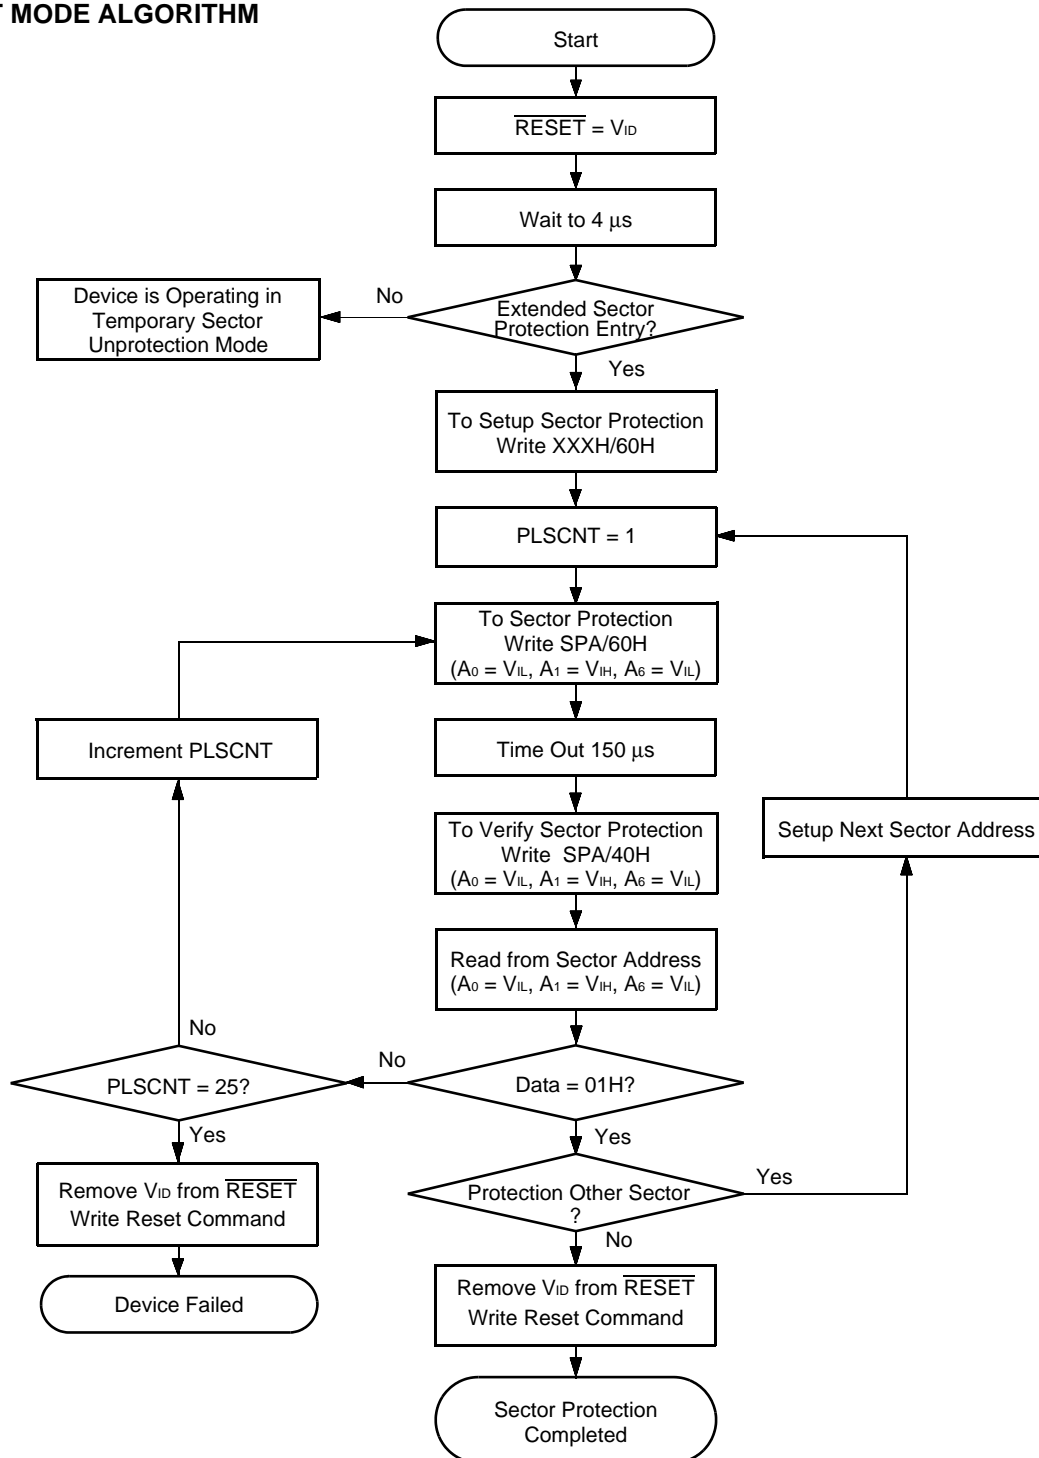 T MODE ALGORITHM
Start
RESET = VID
Wait to 4 μs
Extended Sector
Protection Entry?
No
Device is Operating in
Temporary Sector
Unprotection Mode
Yes
To Setup Sector Protection
Write XXXH/60H
PLSCNT = 1
To Sector Protection
Write SPA/60H
(A0 = VIL, A1 = VIH, A6 = VIL)
Time Out 150 μs
Increment PLSCNT
To Verify Sector Protection
Write SPA/40H
(A0 = VIL, A1 = VIH, A6 = VIL)
Setup Next Sector Address
Read from Sector Address
(A0 = VIL, A1 = VIH, A6 = VIL)
Data = 01H?
No
PLSCNT = 25?
No
Yes
Remove VID from RESET
Write Reset Command
Device Failed
Yes
Protection Other Sector
?
Yes
No
Remove VID from RESET
Write Reset Command
Sector Protection
Completed